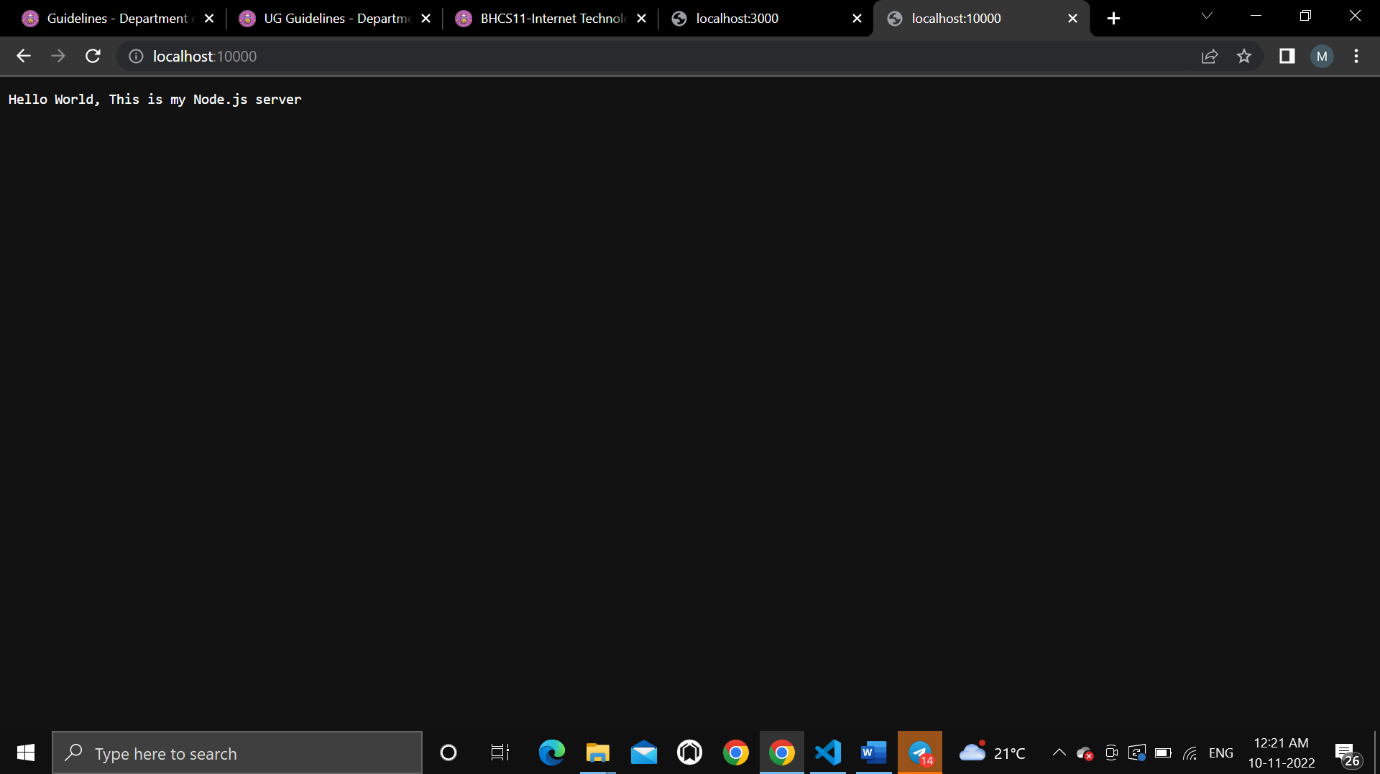 Guidelines - Department
UG Guidelines - Departme
BHCS11-Internet Technolo
localhost:3000
localhost:10000
localhost:10000
M
Hello World, This is my Node.js server
Type here to search
W
14
21°C
ENG
12:21 AM
10-11-2022
26